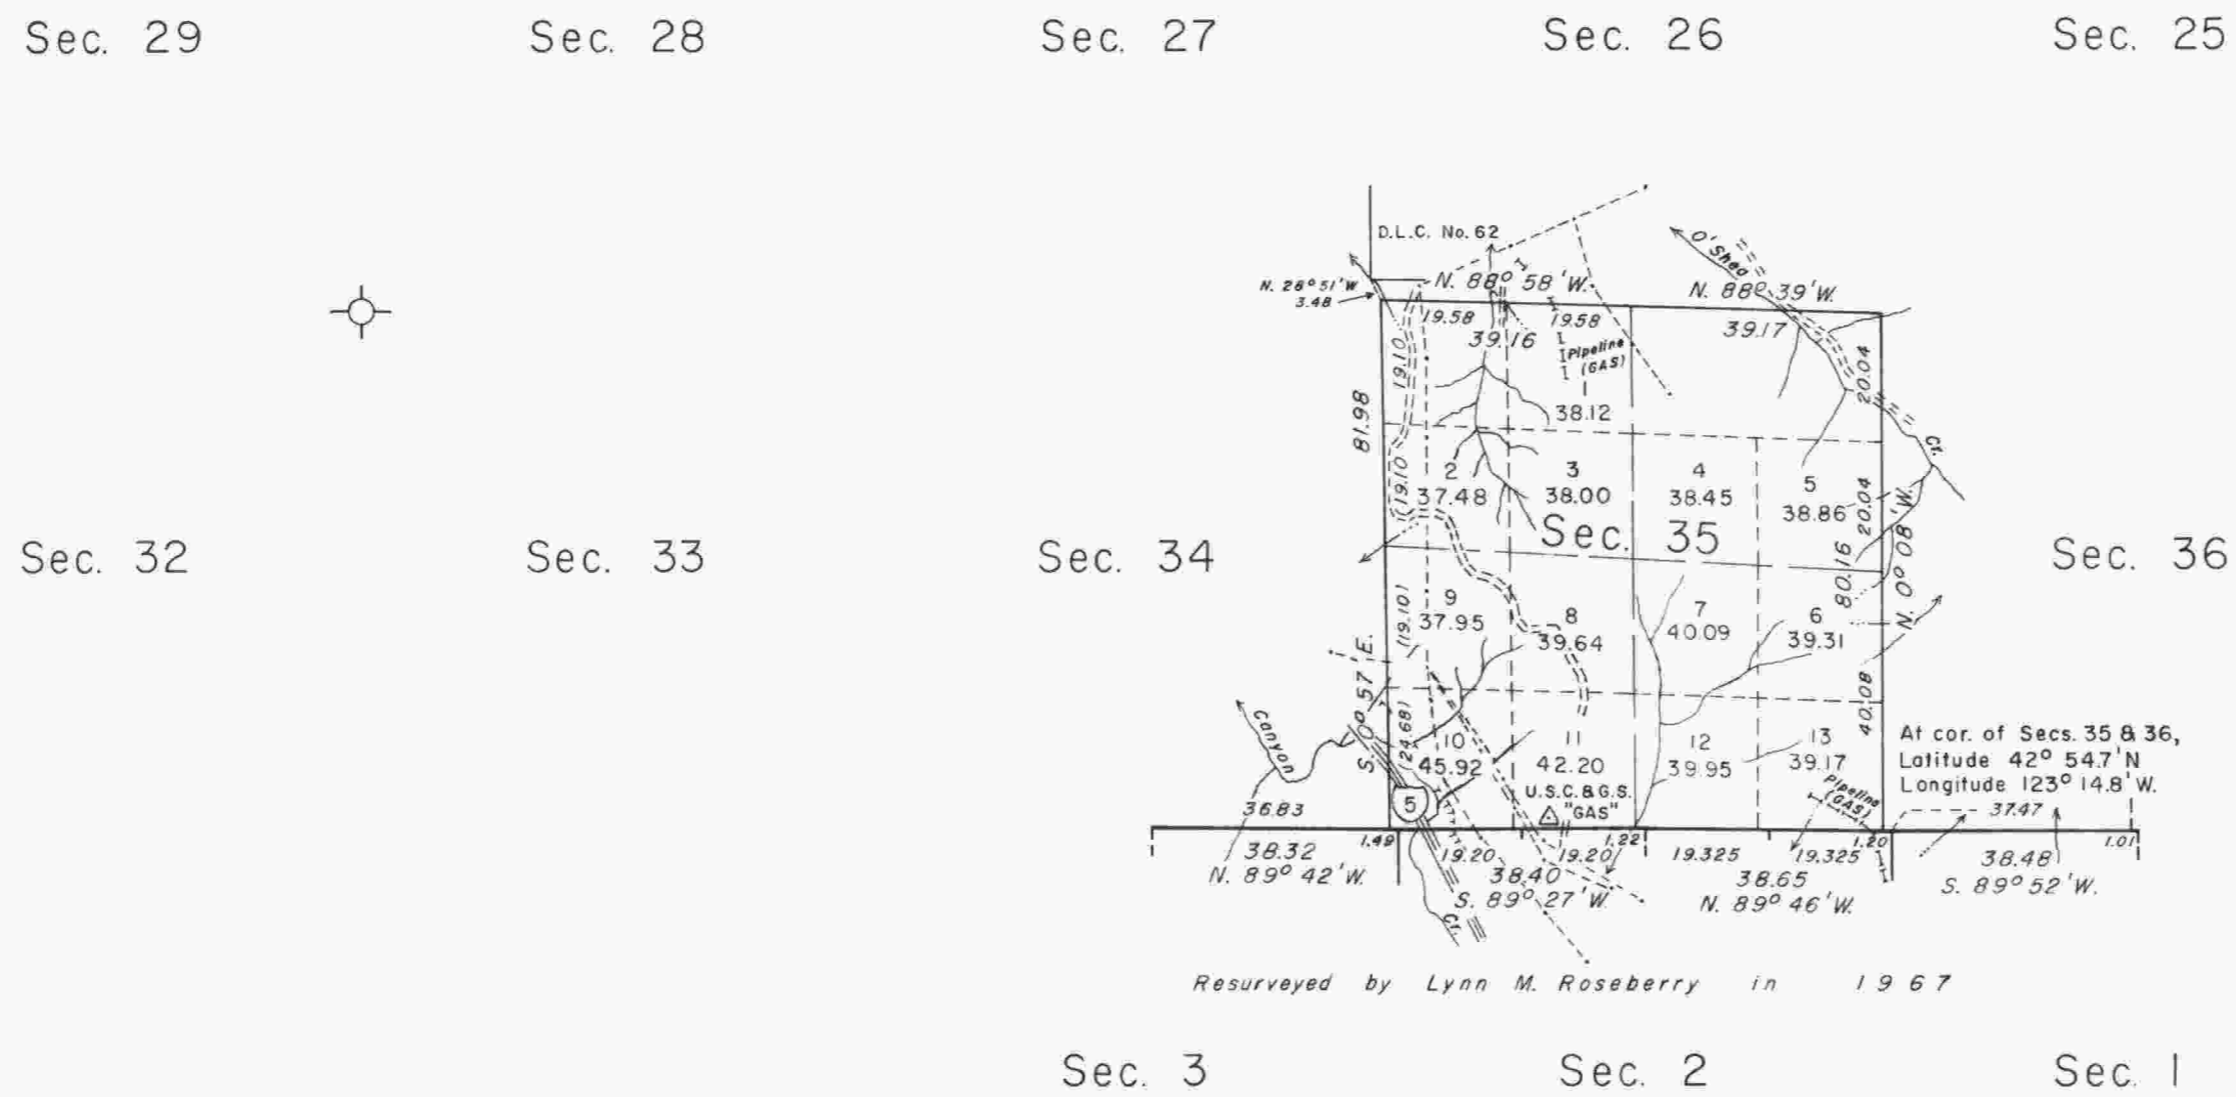 Sec. 29
Sec. 28
Sec. 27
Sec. 26
Sec. 25
D.L.C. No. 62
O'Shea
N. 28° 51' W
3.48
N. 88° 58' W.
N. 88° 39' W.
19.58
19.58
39.16
39.17
19.10
Pipeline
(GAS)
20.04
38.12
81.98
Cr.
(19.10
2
37.48
3
38.00
4
38.45
5
38.86
20.04
Sec. 32
Sec. 33
Sec. 34
Sec. 35
Sec. 36
80.16
N. 0° 08' W.
(19.10)
9
37.95
8
39.64
7
40.09
6
39.31
S. 0° 57' E.
40.08
Canyon
(24.68)
10
45.92
11
42.20
12
39.95
13
39.17
At cor. of Secs. 35 & 36,
Latitude 42° 54.7' N
Longitude 123° 14.8' W.
U.S.C. & G.S.
"GAS"
Pipeline
(GAS)
5
36.83
37.47
1.49
1.22
1.20
1.01
38.32
N. 89° 42' W.
19.20
19.20
38.40
S. 89° 27' W.
19.325
19.325
38.65
N. 89° 46' W.
38.48
S. 89° 52' W.
Cr.
Resurveyed by Lynn M. Roseberry in 1967
Sec. 3
Sec. 2
Sec. 1